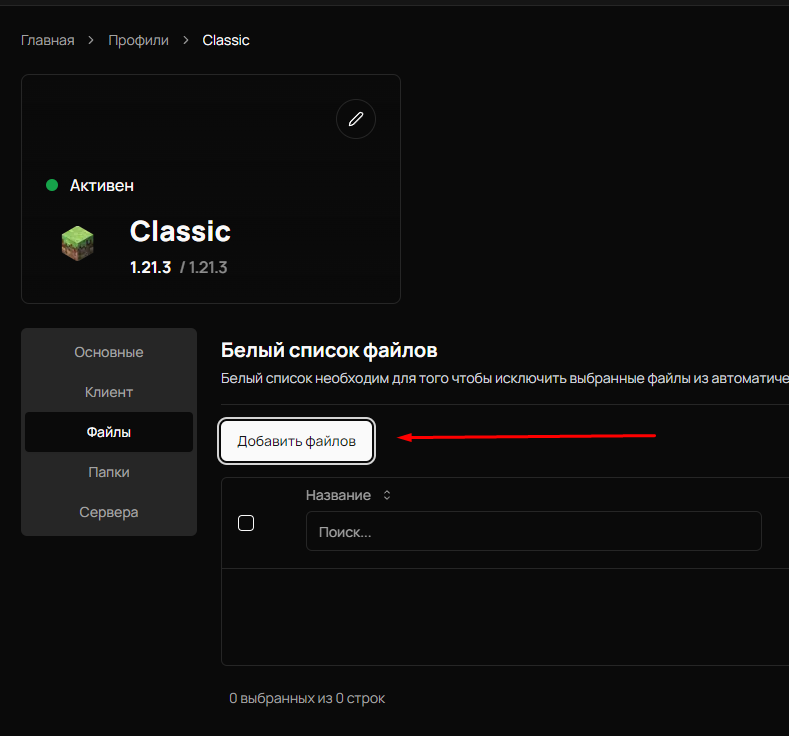 Главная > Профили > Classic
Активен
Classic
1.21.3 / 1.21.3
Основные
Клиент
Файлы
Папки
Сервера
Белый список файлов
Белый список необходим для того чтобы исключить выбранные файлы из автоматиче
Добавить файлов
Название
Поиск...
0 выбранных из 0 строк